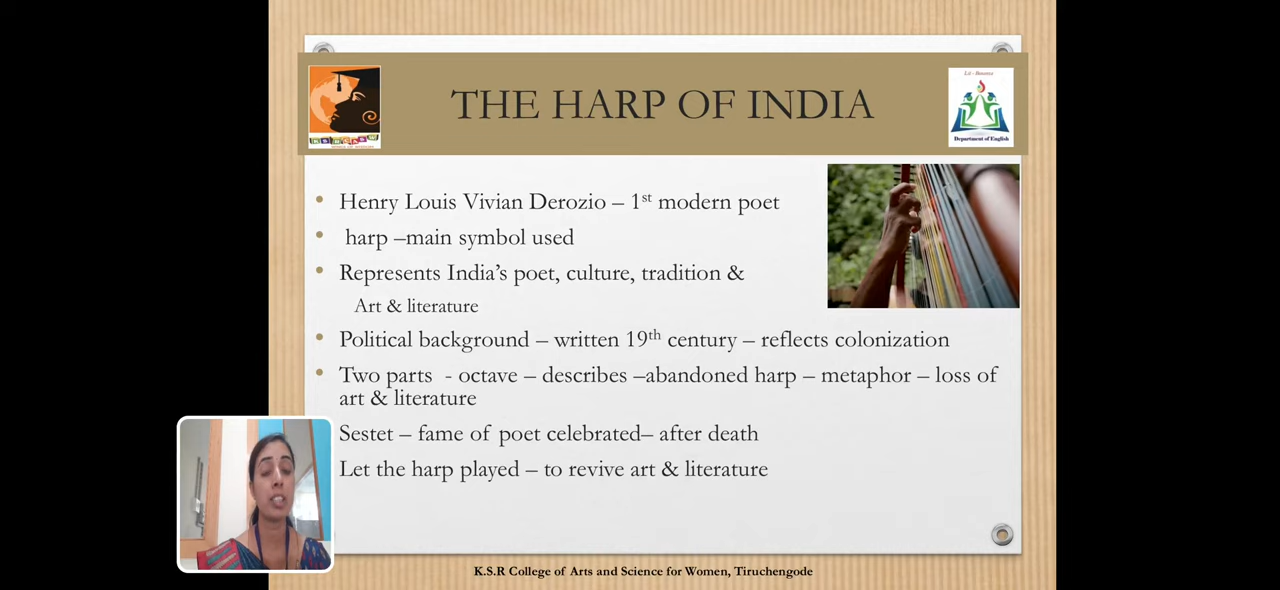 THE HARP OF INDIA
Department of English
Henry Louis Vivian Derozio – 1st modern poet
harp –main symbol used
Represents India's poet, culture, tradition &
Art & literature
Political background – written 19th century – reflects colonization
Two parts - octave – describes –abandoned harp – metaphor – loss of
art & literature
Sestet – fame of poet celebrated– after death
Let the harp played – to revive art & literature
K.S.R College of Arts and Science for Women, Tiruchengode